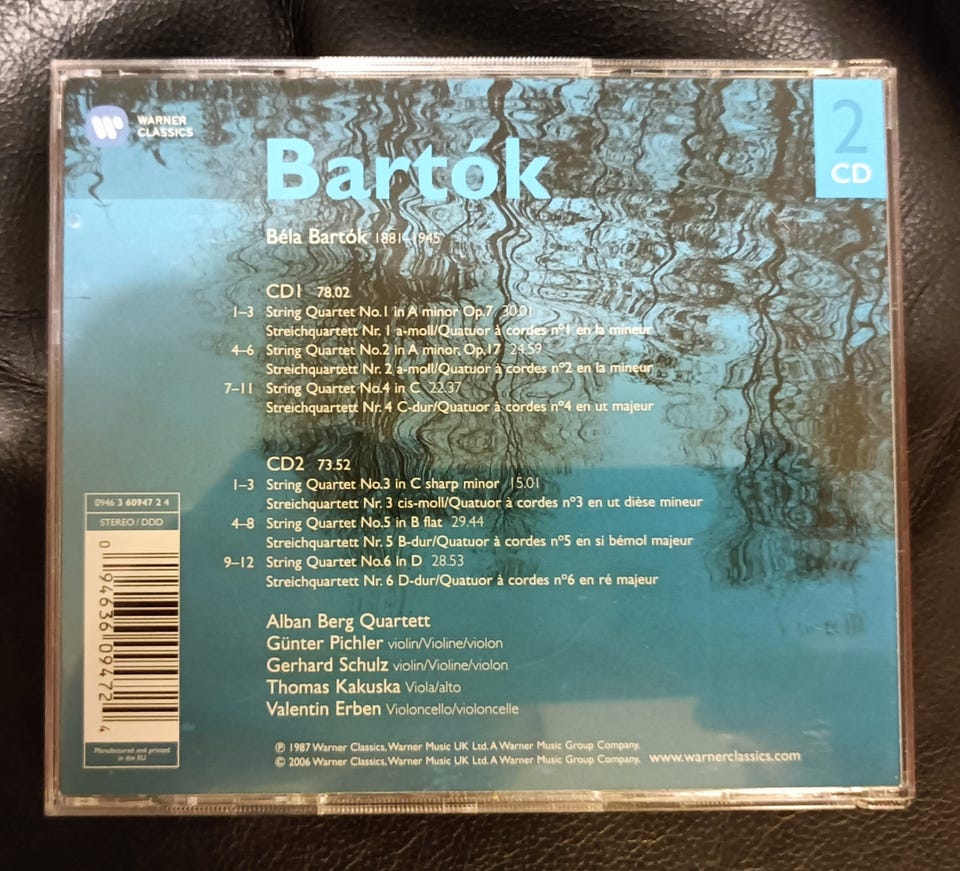 WARNER
CLASSICS
2
CD
Bartók
Béla Bartók 1881–1945
CD1 78.02
1–3 String Quartet No.1 in A minor Op.7 30.01
Streichquartett Nr. 1 a-moll/Quatuor à cordes nº1 en la mineur
4–6 String Quartet No.2 in A minor, Op.17 24.59
Streichquartett Nr. 2 a-moll/Quatuor à cordes nº2 en la mineur
7–11 String Quartet No.4 in C 22.37
Streichquartett Nr. 4 C-dur/Quatuor à cordes nº4 en ut majeur
CD2 73.52
1–3 String Quartet No.3 in C sharp minor 15.01
Streichquartett Nr. 3 cis-moll/Quatuor à cordes nº3 en ut dièse mineur
4–8 String Quartet No.5 in B flat 29.44
Streichquartett Nr. 5 B-dur/Quatuor à cordes nº5 en si bémol majeur
9–12 String Quartet No.6 in D 28.53
Streichquartett Nr. 6 D-dur/Quatuor à cordes nº6 en ré majeur
Alban Berg Quartett
Günter Pichler violin/Violine/violon
Gerhard Schulz violin/Violine/violon
Thomas Kakuska Viola/alto
Valentin Erben Violoncello/violoncelle
℗ 1987 Warner Classics, Warner Music UK Ltd. A Warner Music Group Company.
© 2006 Warner Classics, Warner Music UK Ltd. A Warner Music Group Company. www.warnerclassics.com
0946 3 60947 2 4
STEREO / DDD
0 94636 09472 4
Manufactured and printed
in the EU